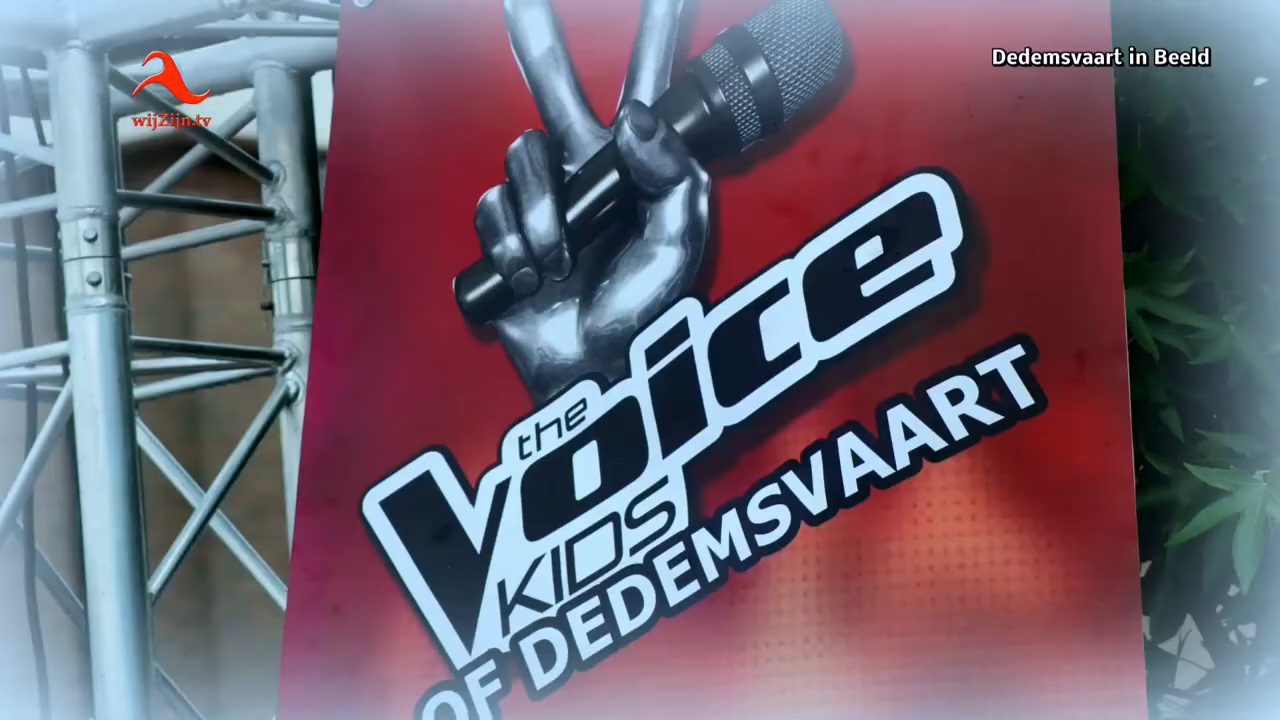 wijZijn.tv
Dedemsvaart in Beeld
the
Voice
KIDS
OF DEDEMSVAART